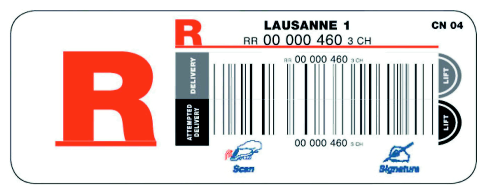 R
R
LAUSANNE 1
CN 04
RR 00 000 460 3 CH
RR 00 000 460 3 CH
DELIVERY
LIFT
ATTEMPTED
DELIVERY
LIFT
00 000 460 3 CH
Scan
Signature